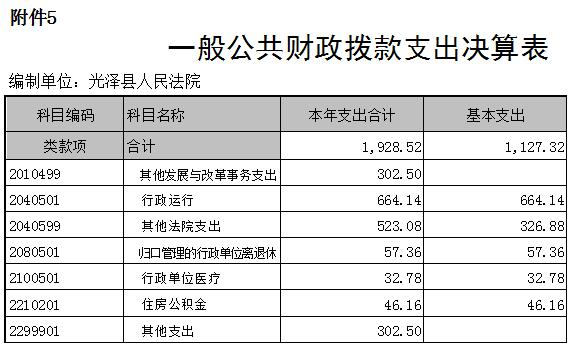 附件5
一般公共财政拨款支出决算表
编制单位：光泽县人民法院
科目编码 科目名称 本年支出合计 基本支出
类款项 合计 1,928.52 1,127.32
2010499 其他发展与改革事务支出 302.50
2040501 行政运行 664.14 664.14
2040599 其他法院支出 523.08 326.88
2080501 归口管理的行政单位离退休 57.36 57.36
2100501 行政单位医疗 32.78 32.78
2210201 住房公积金 46.16 46.16
2299901 其他支出 302.50